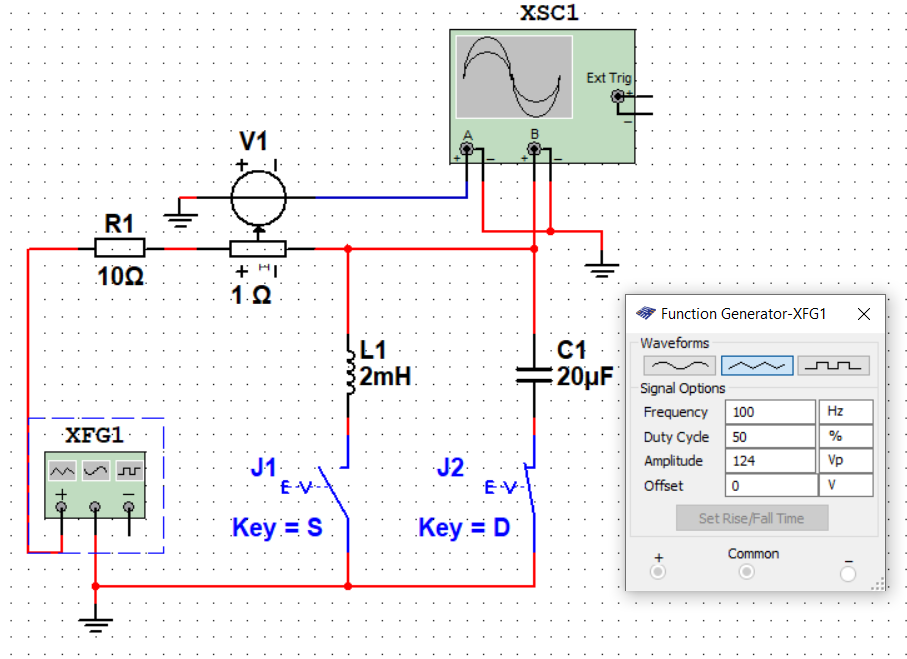 XSC1
Ext Trig
+
−
A
B
+ − + −
V1
+ −
R1
10Ω
+ −
1 Ω
L1
2mH
C1
20µF
XFG1
+ −
J1
E V
Key = S
J2
E V
Key = D
Function Generator-XFG1
Waveforms
Signal Options
Frequency 100 Hz
Duty Cycle 50 %
Amplitude 124 Vp
Offset 0 V
Set Rise/Fall Time
+ Common −